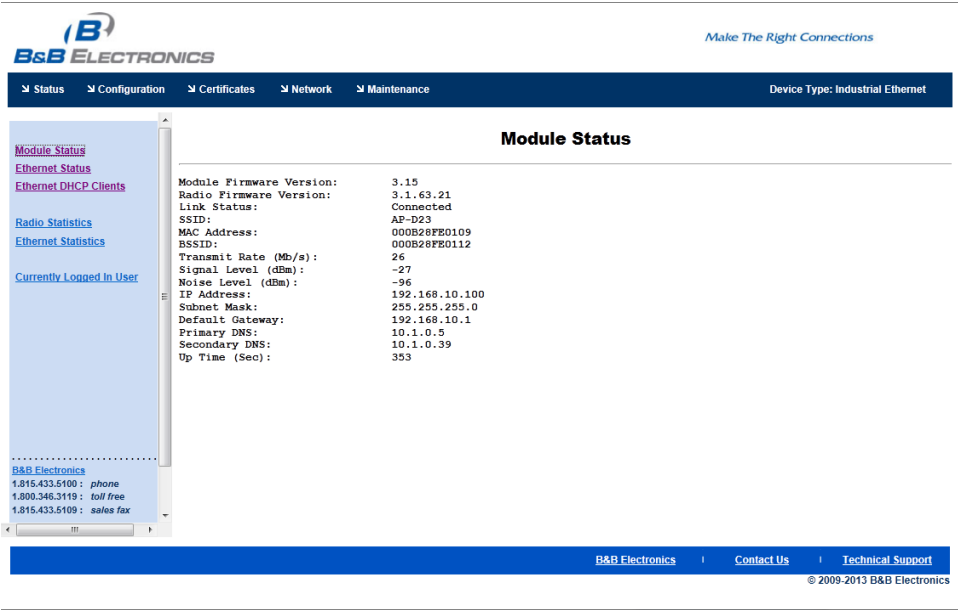 B
B&B ELECTRONICS
Make The Right Connections
Status Configuration Certificates Network Maintenance Device Type: Industrial Ethernet
Module Status
Ethernet Status
Ethernet DHCP Clients
Radio Statistics
Ethernet Statistics
Currently Logged In User
B&B Electronics
1.815.433.5100 : phone
1.800.346.3119 : toll free
1.815.433.5109 : sales fax
Module Status
Module Firmware Version: 3.15
Radio Firmware Version: 3.1.63.21
Link Status: Connected
SSID: AP-D23
MAC Address: 000B28FE0109
BSSID: 000B28FE0112
Transmit Rate (Mb/s): 26
Signal Level (dBm): -27
Noise Level (dBm): -96
IP Address: 192.168.10.100
Subnet Mask: 255.255.255.0
Default Gateway: 192.168.10.1
Primary DNS: 10.1.0.5
Secondary DNS: 10.1.0.39
Up Time (Sec): 353
B&B Electronics | Contact Us | Technical Support
© 2009-2013 B&B Electronics